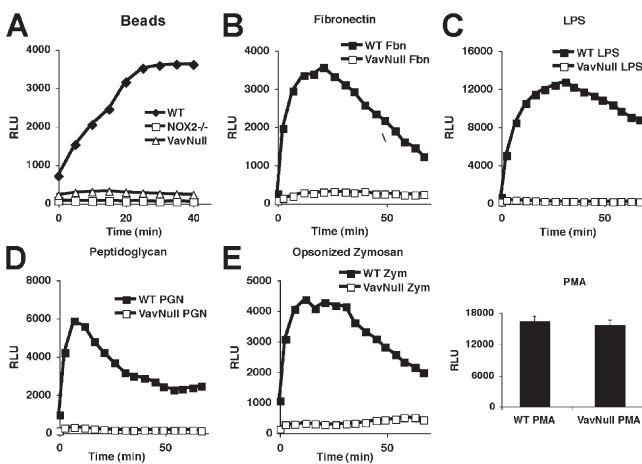 A
Beads
4000
3000
2000
1000
0
RLU
0 20 40
Time (min)
WT
NOX2-/-
VavNull
B
Fibronectin
4000
3000
2000
1000
0
RLU
0 50
Time (min)
WT Fbn
VavNull Fbn
C
LPS
16000
12000
8000
4000
0
RLU
0 50
Time (min)
WT LPS
VavNull LPS
D
Peptidoglycan
8000
6000
4000
2000
0
RLU
0 50
Time (min)
WT PGN
VavNull PGN
E
Opsonized Zymosan
5000
4000
3000
2000
1000
0
RLU
0 50
Time (min)
WT Zym
VavNull Zym
PMA
18000
12000
6000
0
RLU
WT PMA VavNull PMA